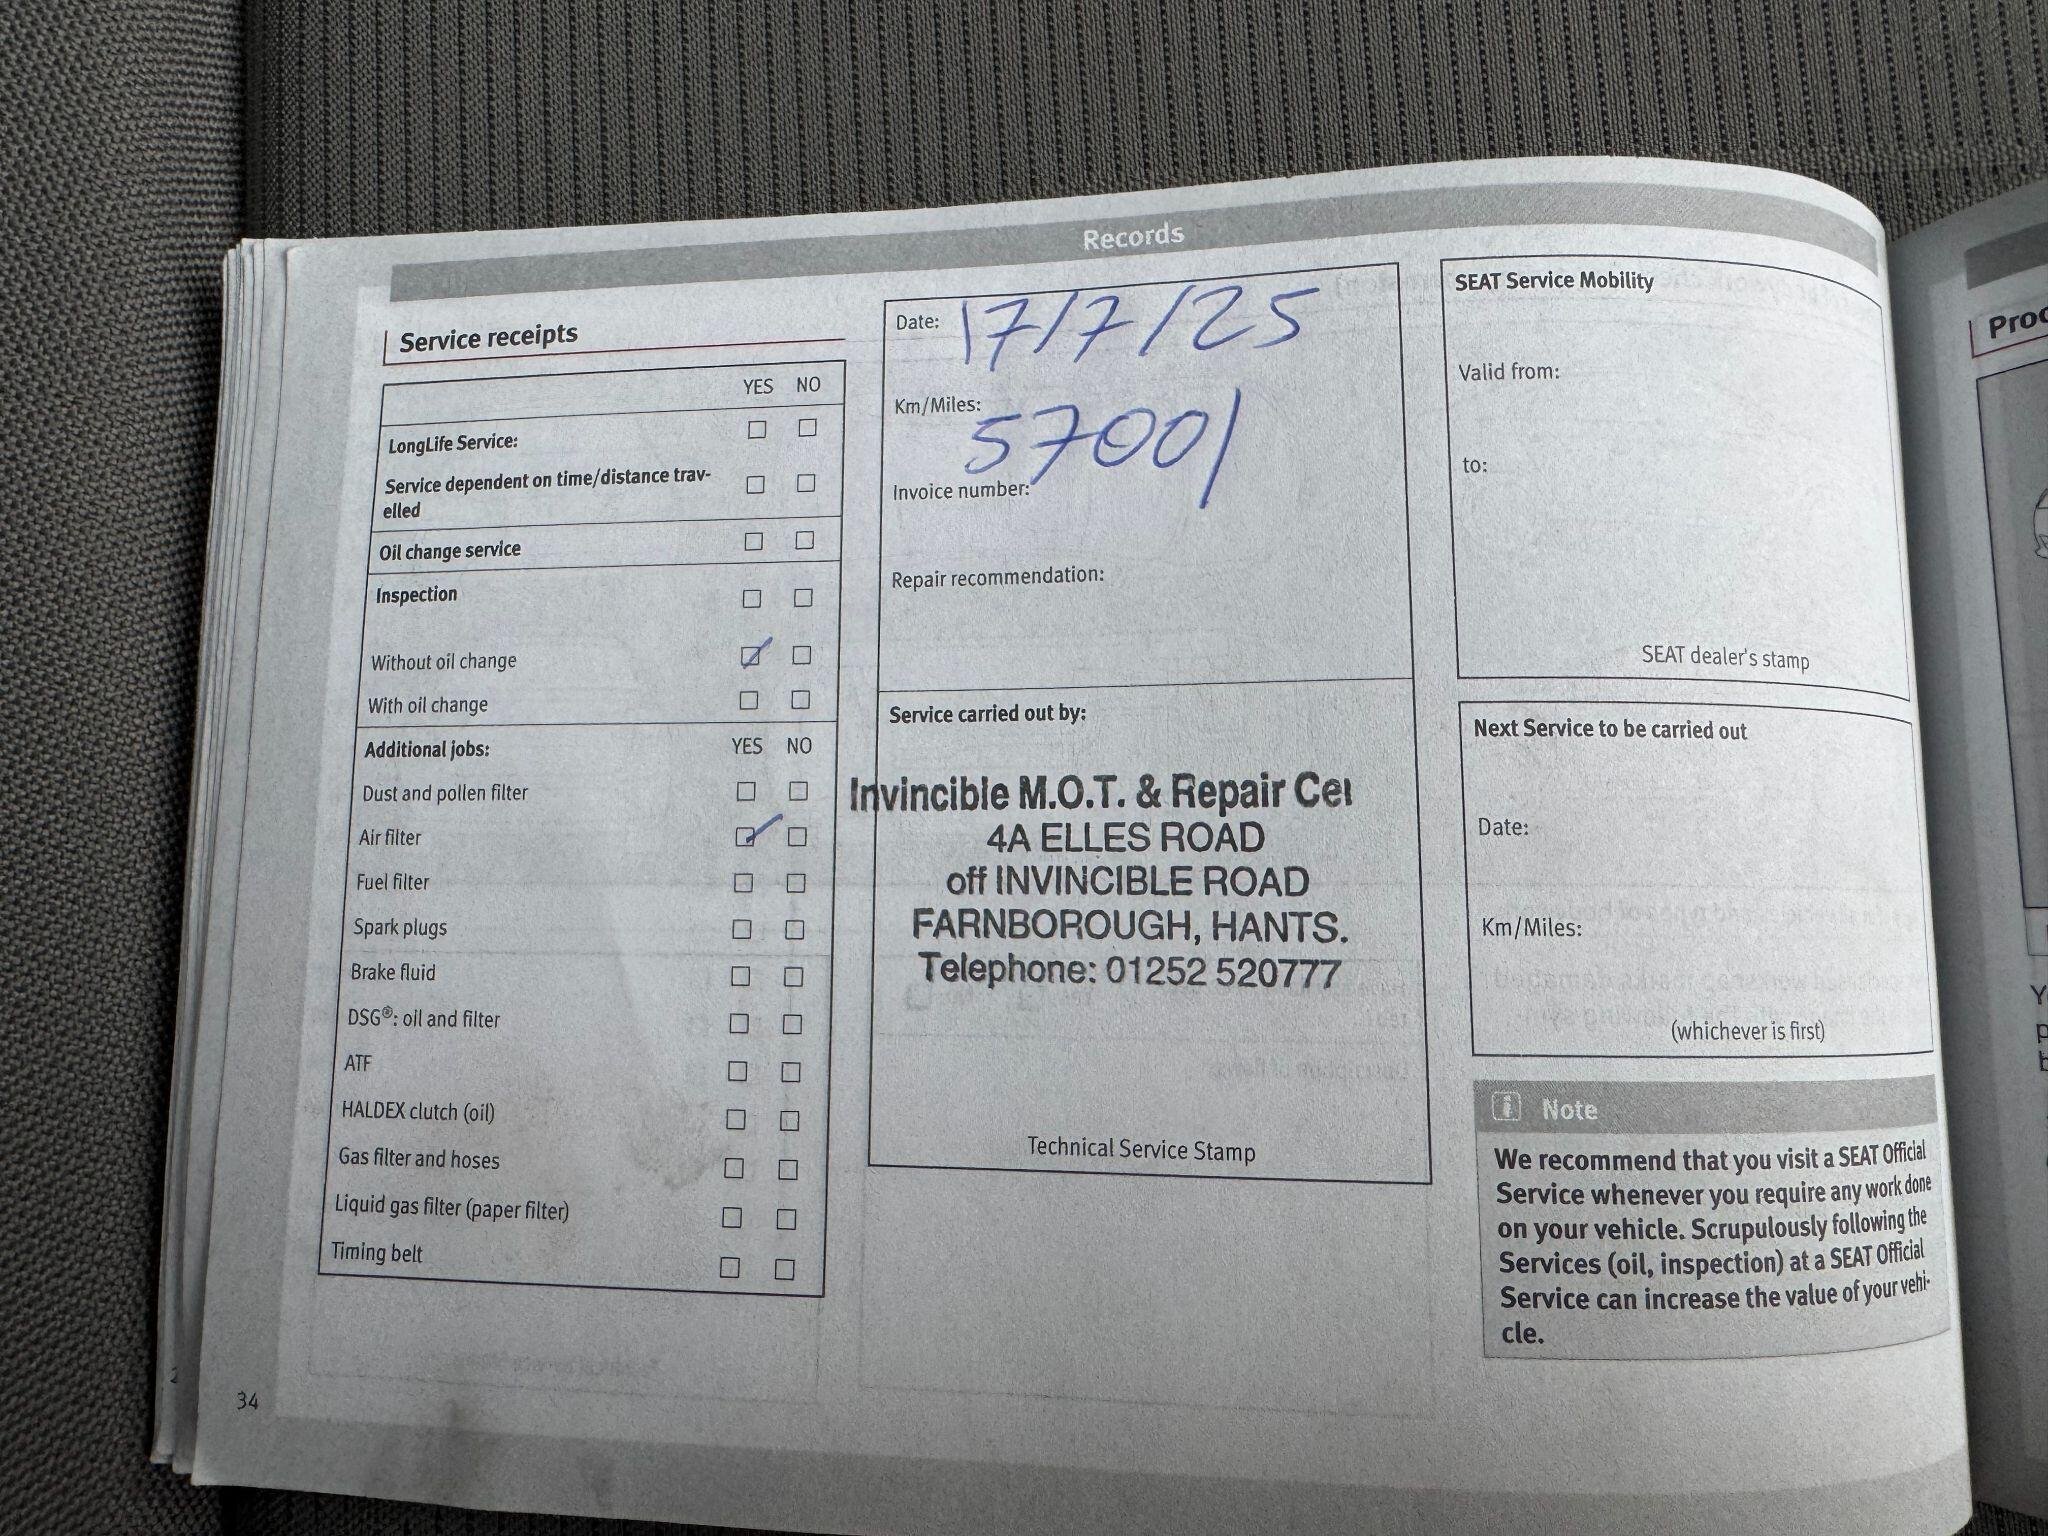 Records
Service receipts
YES NO
LongLife Service:
Service dependent on time/distance trav-
elled
Oil change service
Inspection
Without oil change
With oil change
Additional jobs: YES NO
Dust and pollen filter
Air filter
Fuel filter
Spark plugs
Brake fluid
DSG®: oil and filter
ATF
HALDEX clutch (oil)
Gas filter and hoses
Liquid gas filter (paper filter)
Timing belt
Date: 17/7/25
Km/Miles:
57001
Invoice number:
Repair recommendation:
Service carried out by:
Invincible M.O.T. & Repair Cei
4A ELLES ROAD
off INVINCIBLE ROAD
FARNBOROUGH, HANTS.
Telephone: 01252 520777
Technical Service Stamp
SEAT Service Mobility
Valid from:
to:
SEAT dealer's stamp
Next Service to be carried out
Date:
Km/Miles:
(whichever is first)
Note
We recommend that you visit a SEAT Official
Service whenever you require any work done
on your vehicle. Scrupulously following the
Services (oil, inspection) at a SEAT Official
Service can increase the value of your vehi-
cle.
34
Proc